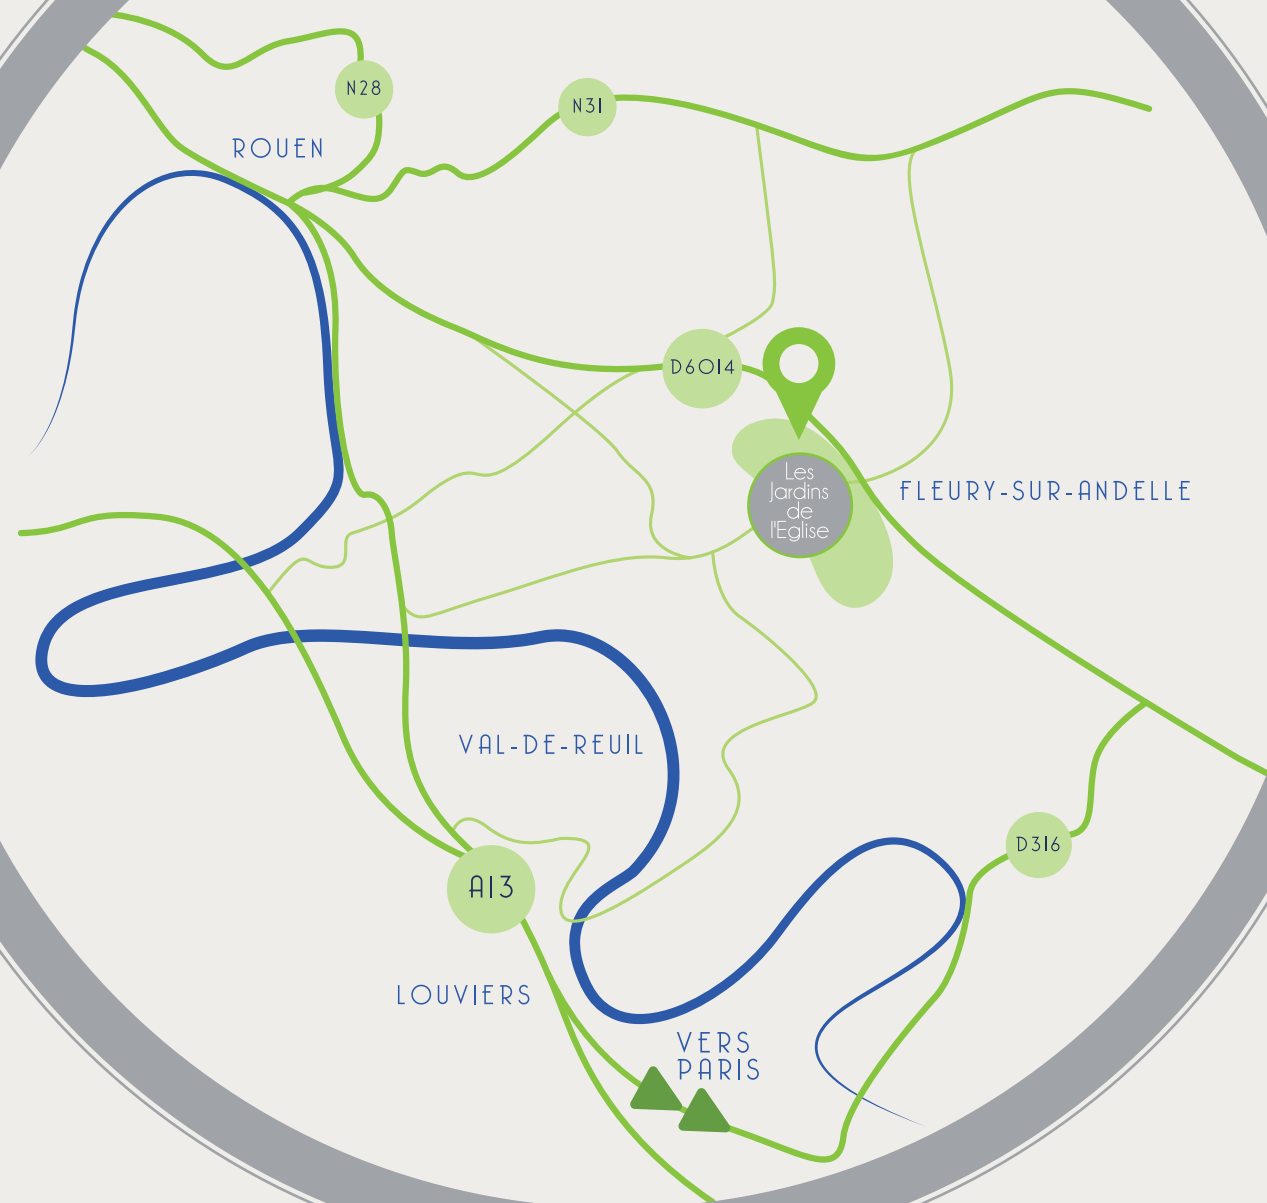 N28
N31
ROUEN
D6014
Les
Jardins
de
l'Eglise
FLEURY-SUR-ANDELLE
VAL-DE-REUIL
D316
A13
LOUVIERS
VERS
PARIS